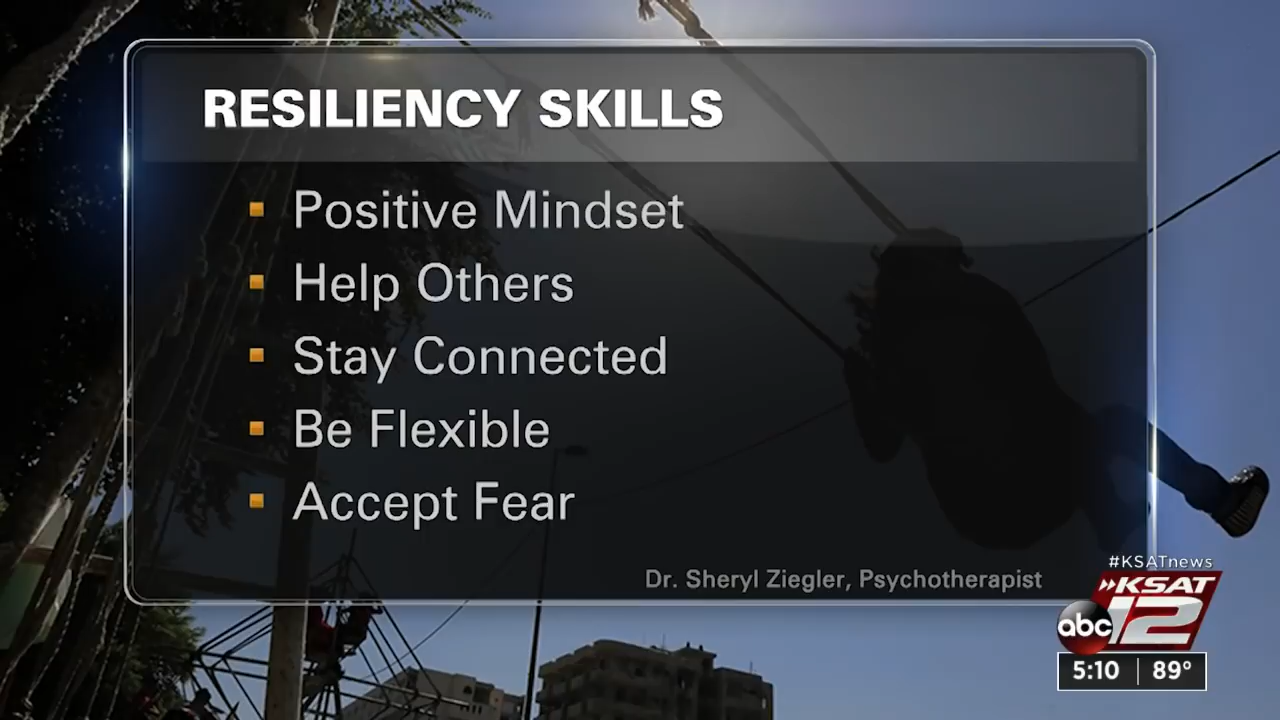 RESILIENCY SKILLS
Positive Mindset
Help Others
Stay Connected
Be Flexible
Accept Fear
Dr. Sheryl Ziegler, Psychotherapist
#KSATnews
KSAT
abc 12
5:10 89°